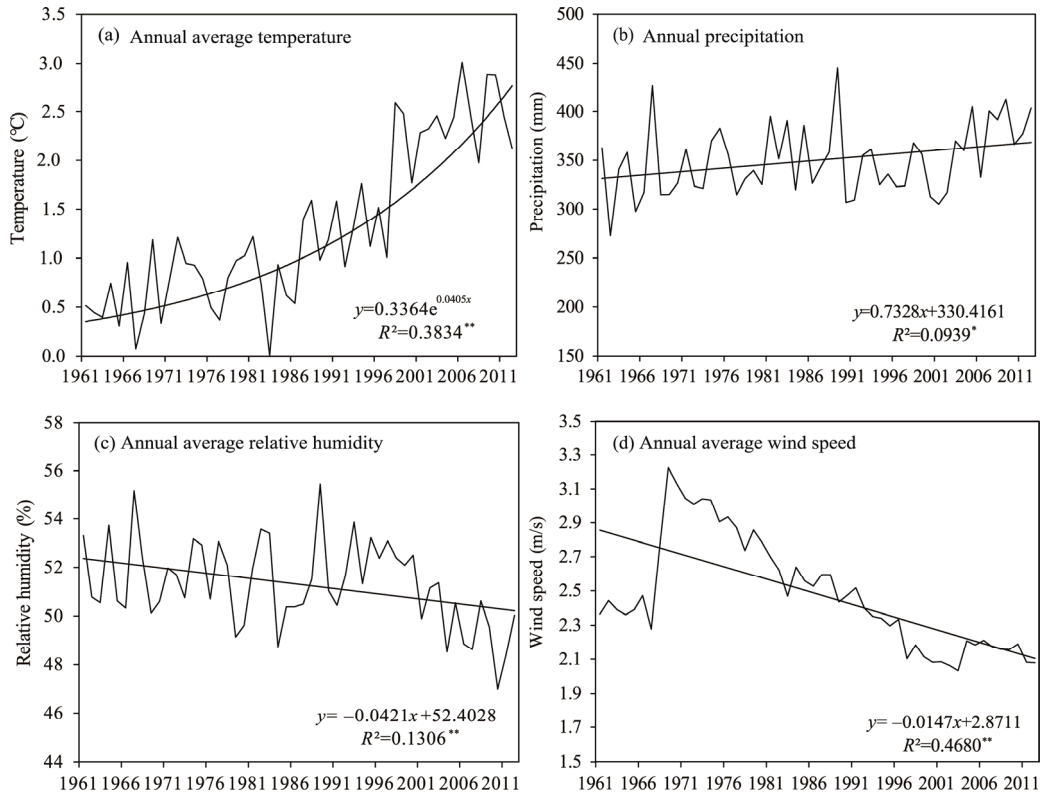 (a) Annual average temperature
Temperature (℃)
3.5
3.0
2.5
2.0
1.5
1.0
0.5
0.0
y=0.3364e^0.0405x
R²=0.3834**
1961 1966 1971 1976 1981 1986 1991 1996 2001 2006 2011
(b) Annual precipitation
Precipitation (mm)
500
450
400
350
300
250
200
150
y=0.7328x+330.4161
R²=0.0939*
1961 1966 1971 1976 1981 1986 1991 1996 2001 2006 2011
(c) Annual average relative humidity
Relative humidity (%)
58
56
54
52
50
48
46
44
y= −0.0421x+52.4028
R²=0.1306**
1961 1966 1971 1976 1981 1986 1991 1996 2001 2006 2011
(d) Annual average wind speed
Wind speed (m/s)
3.5
3.3
3.1
2.9
2.7
2.5
2.3
2.1
1.9
1.7
1.5
y= −0.0147x+2.8711
R²=0.4680**
1961 1966 1971 1976 1981 1986 1991 1996 2001 2006 2011